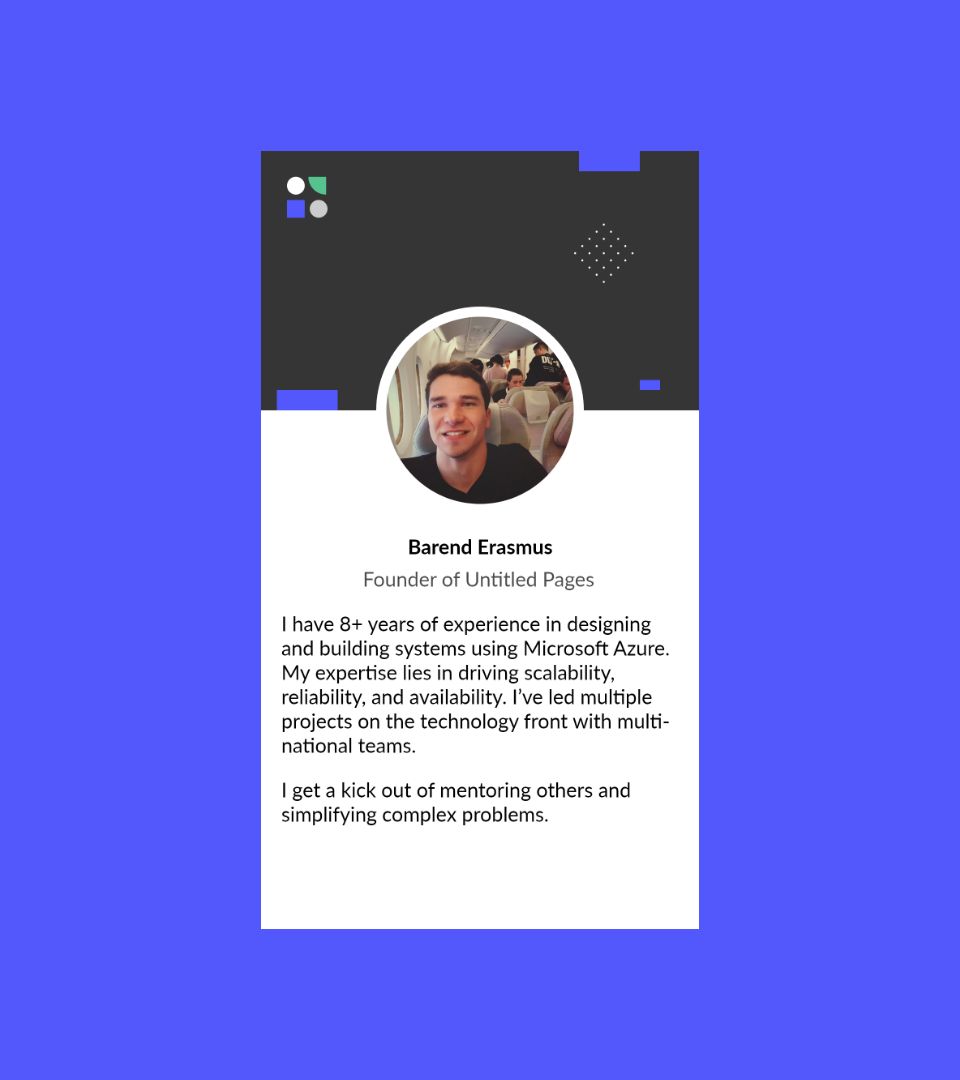 Barend Erasmus
Founder of Untitled Pages
I have 8+ years of experience in designing
and building systems using Microsoft Azure.
My expertise lies in driving scalability,
reliability, and availability. I’ve led multiple
projects on the technology front with multi-
national teams.
I get a kick out of mentoring others and
simplifying complex problems.